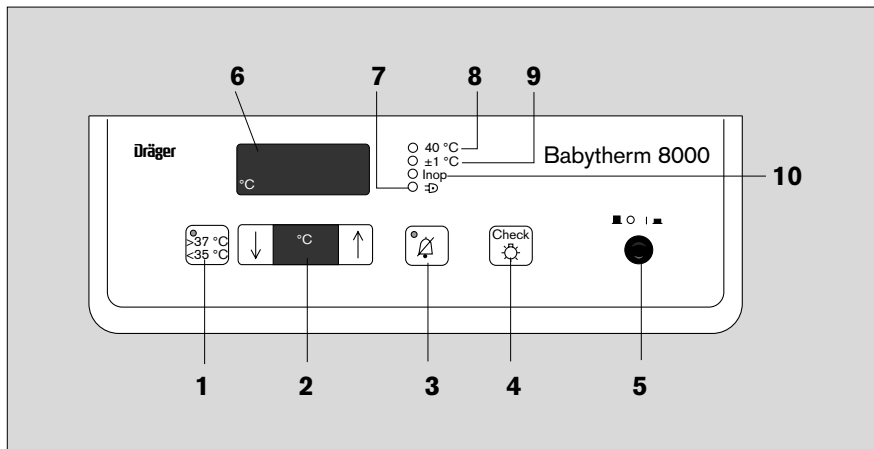 6
7
8
9
Dräger
°C
40 °C
±1 °C
Inop
Babytherm 8000
10
>37 °C
<35 °C
°C
Check
1
2
3
4
5